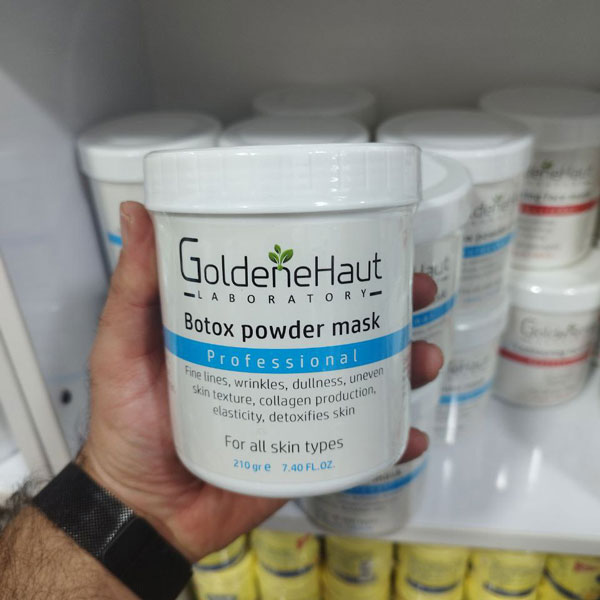 GoldeneHaut
LABORATORY
Botox powder mask
Professional
Fine lines, wrinkles, dullness, uneven
skin texture, collagen production,
elasticity, detoxifies skin
For all skin types
210 gr e 7.40 FL.OZ.